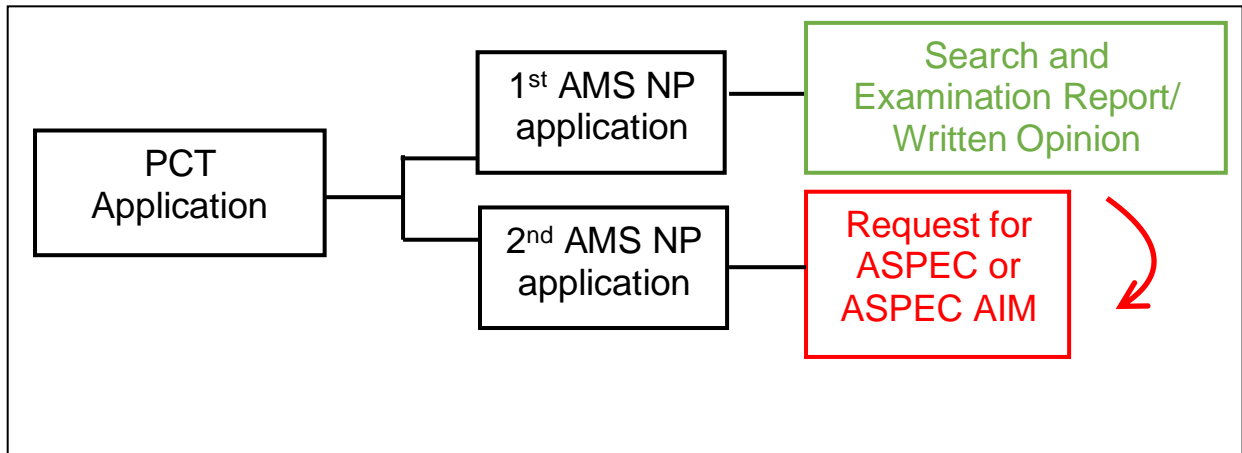 PCT
Application
1st AMS NP
application
Search and
Examination Report/
Written Opinion
2nd AMS NP
application
Request for
ASPEC or
ASPEC AIM